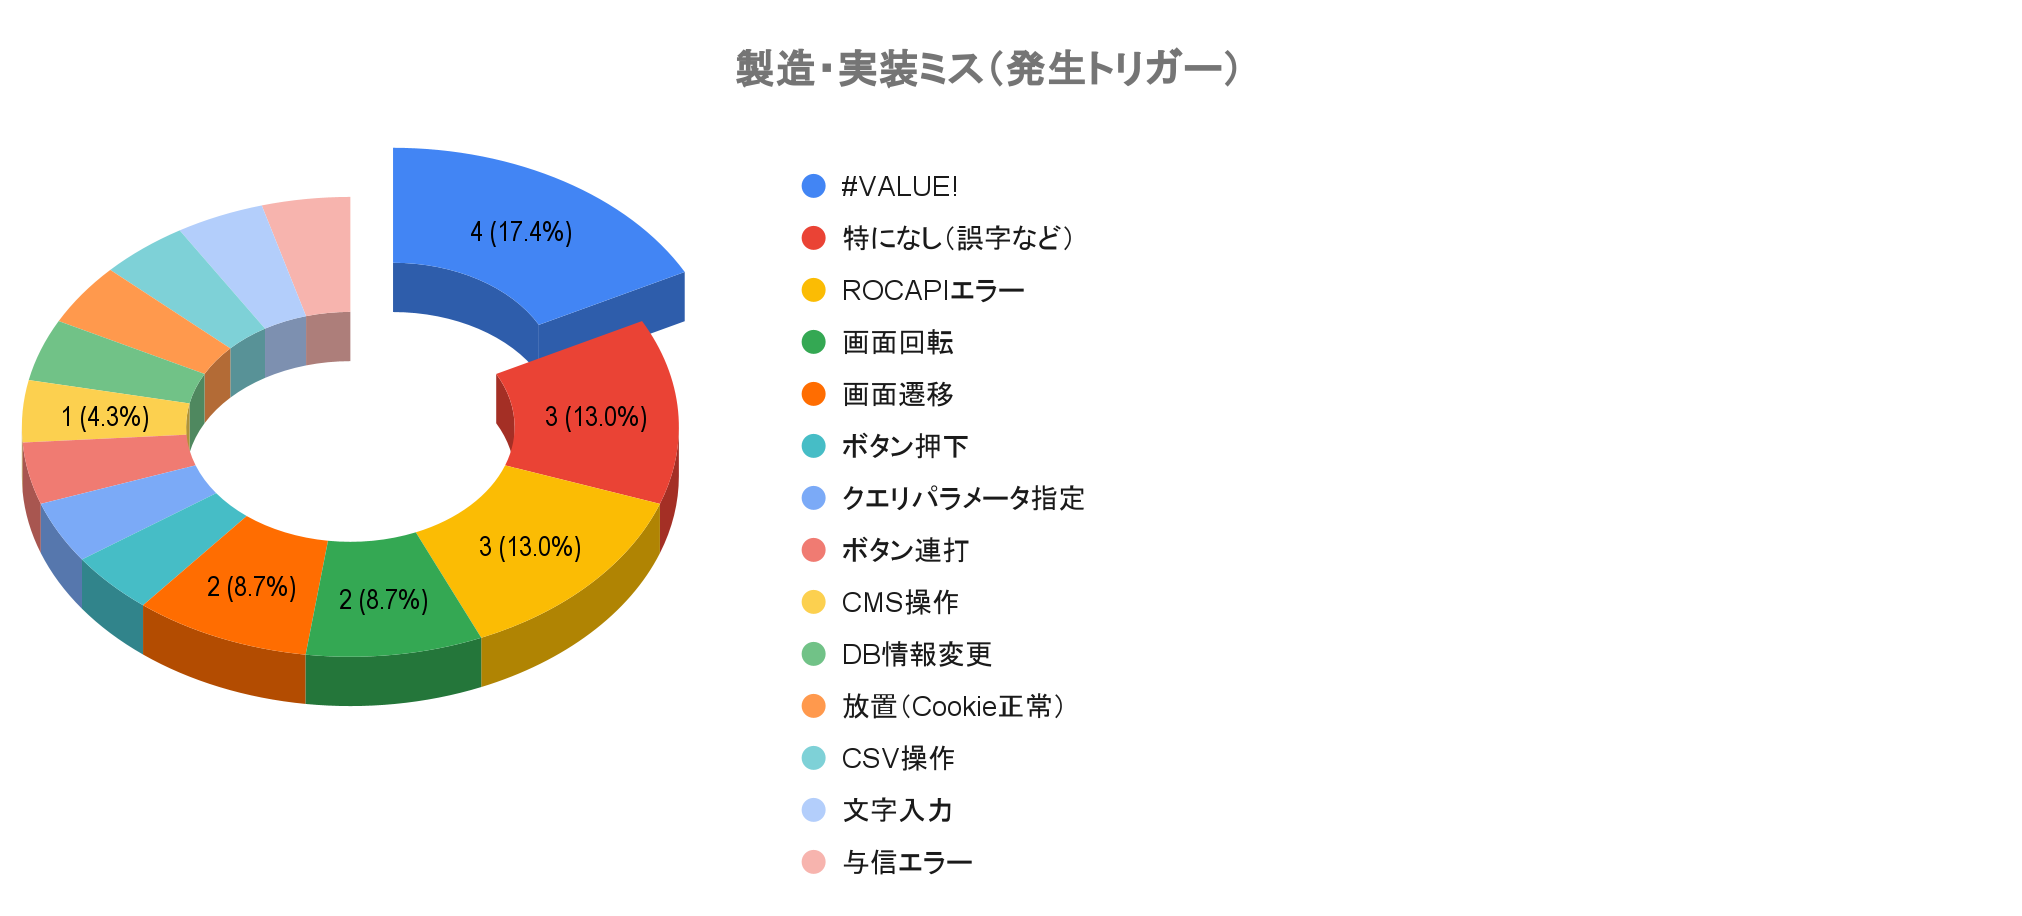 製造・実装ミス（発生トリガー）
4 (17.4%)
3 (13.0%)
3 (13.0%)
2 (8.7%)
2 (8.7%)
1 (4.3%)
#VALUE!
特になし（誤字など）
ROCAPIエラー
画面回転
画面遷移
ボタン押下
クエリパラメータ指定
ボタン連打
CMS操作
DB情報変更
放置（Cookie正常）
CSV操作
文字入力
与信エラー